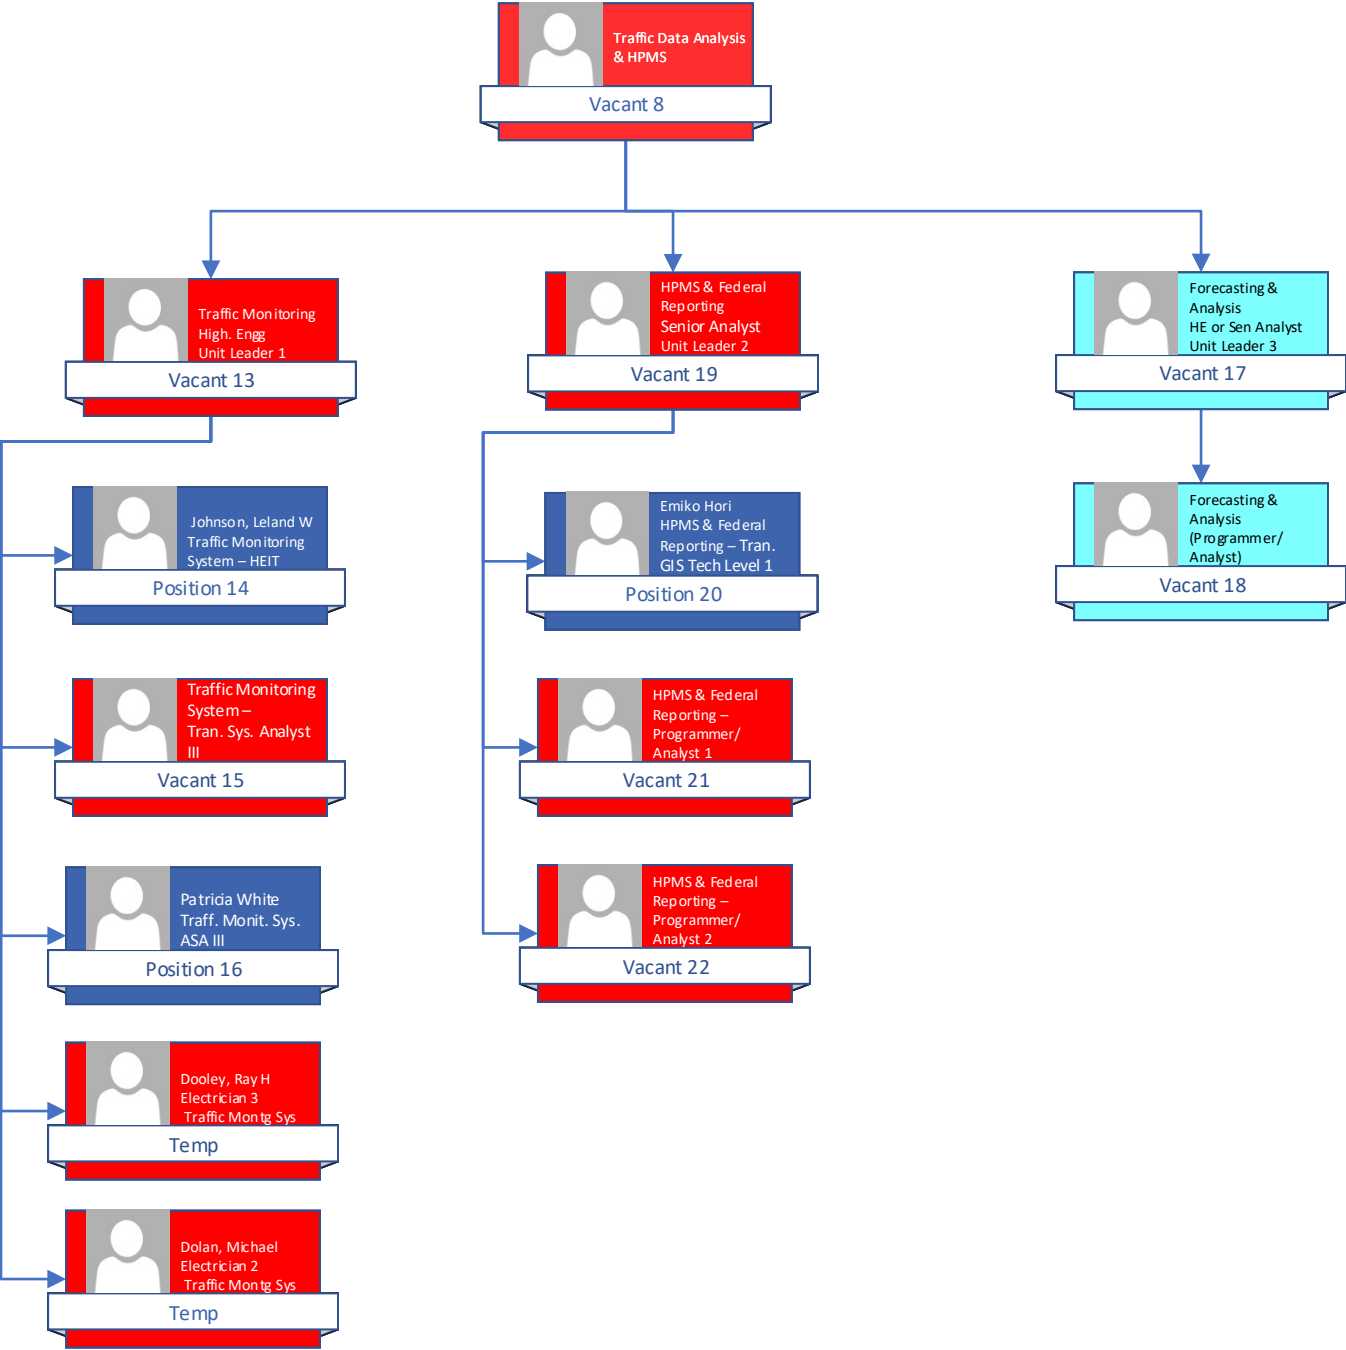 Traffic Data Analysis
& HPMS
Vacant 8
Traffic Monitoring
High. Engg
Unit Leader 1
Vacant 13
HPMS & Federal
Reporting
Senior Analyst
Unit Leader 2
Vacant 19
Forecasting &
Analysis
HE or Sen Analyst
Unit Leader 3
Vacant 17
Johnson, Leland W
Traffic Monitoring
System – HEIT
Position 14
Emiko Hori
HPMS & Federal
Reporting – Tran.
GIS Tech Level 1
Position 20
Forecasting &
Analysis
(Programmer/
Analyst)
Vacant 18
Traffic Monitoring
System –
Tran. Sys. Analyst
III
Vacant 15
HPMS & Federal
Reporting –
Programmer/
Analyst 1
Vacant 21
Patricia White
Traff. Monit. Sys.
ASA III
Position 16
HPMS & Federal
Reporting –
Programmer/
Analyst 2
Vacant 22
Dooley, Ray H
Electrician 3
Traffic Montg Sys
Temp
Dolan, Michael
Electrician 2
Traffic Montg Sys
Temp